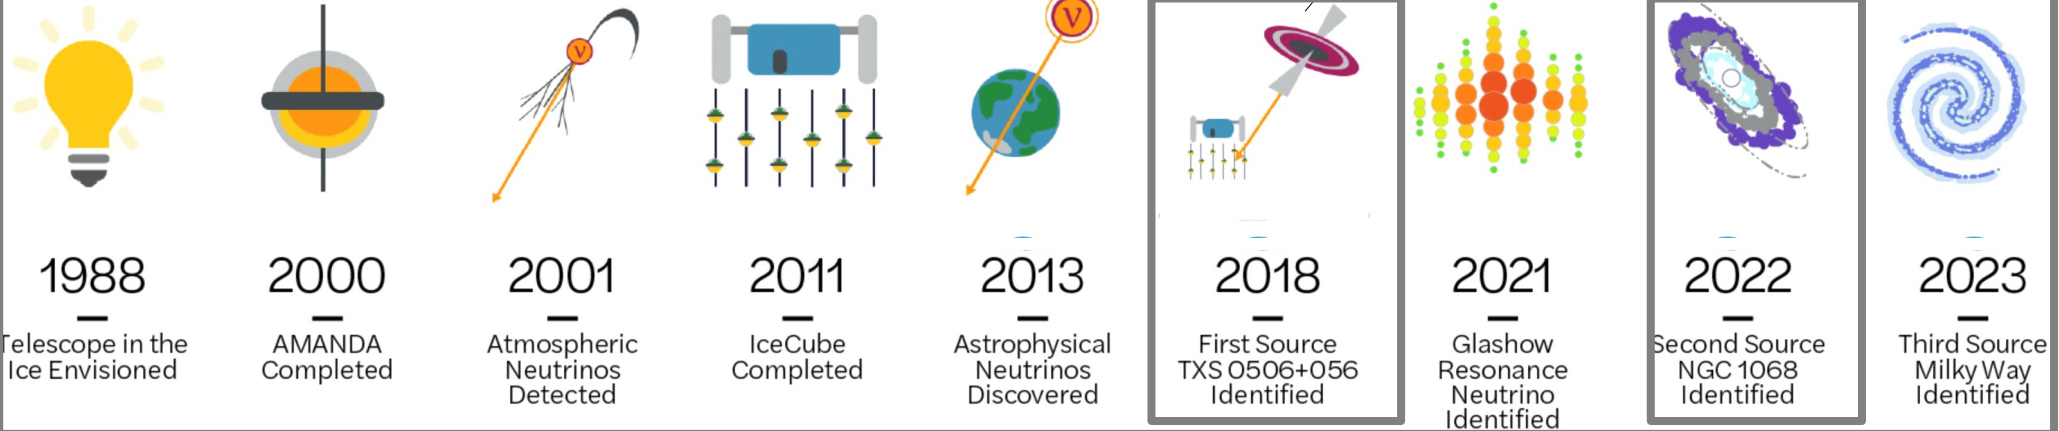 V
V
1988
Telescope in the
Ice Envisioned
2000
AMANDA
Completed
2001
Atmospheric
Neutrinos
Detected
2011
IceCube
Completed
2013
Astrophysical
Neutrinos
Discovered
2018
First Source
TXS 0506+056
Identified
2021
Glashow
Resonance
Neutrino
Identified
2022
Second Source
NGC 1068
Identified
2023
Third Source
Milky Way
Identified